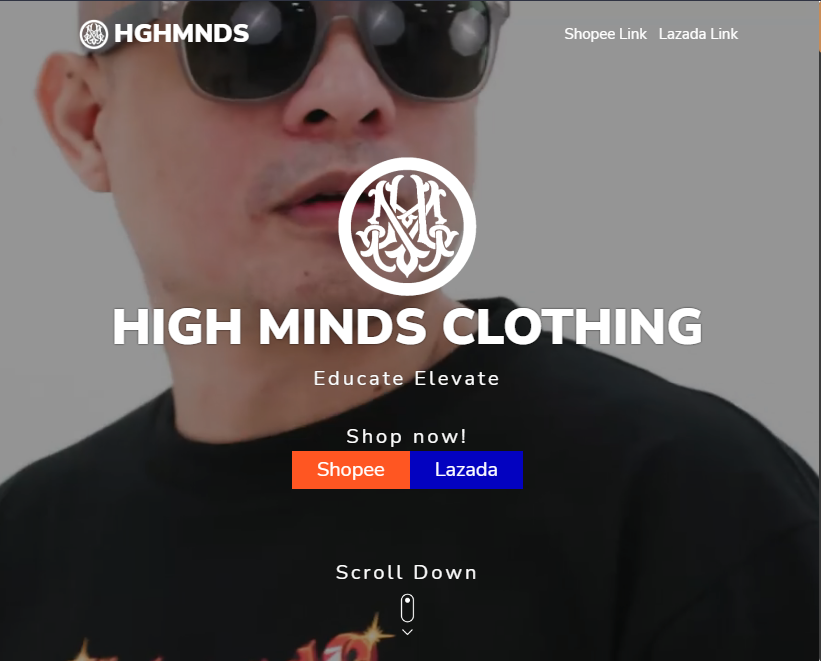 HGHMNDS
Shopee Link Lazada Link
HIGH MINDS CLOTHING
Educate Elevate
Shop now!
Shopee Lazada
Scroll Down